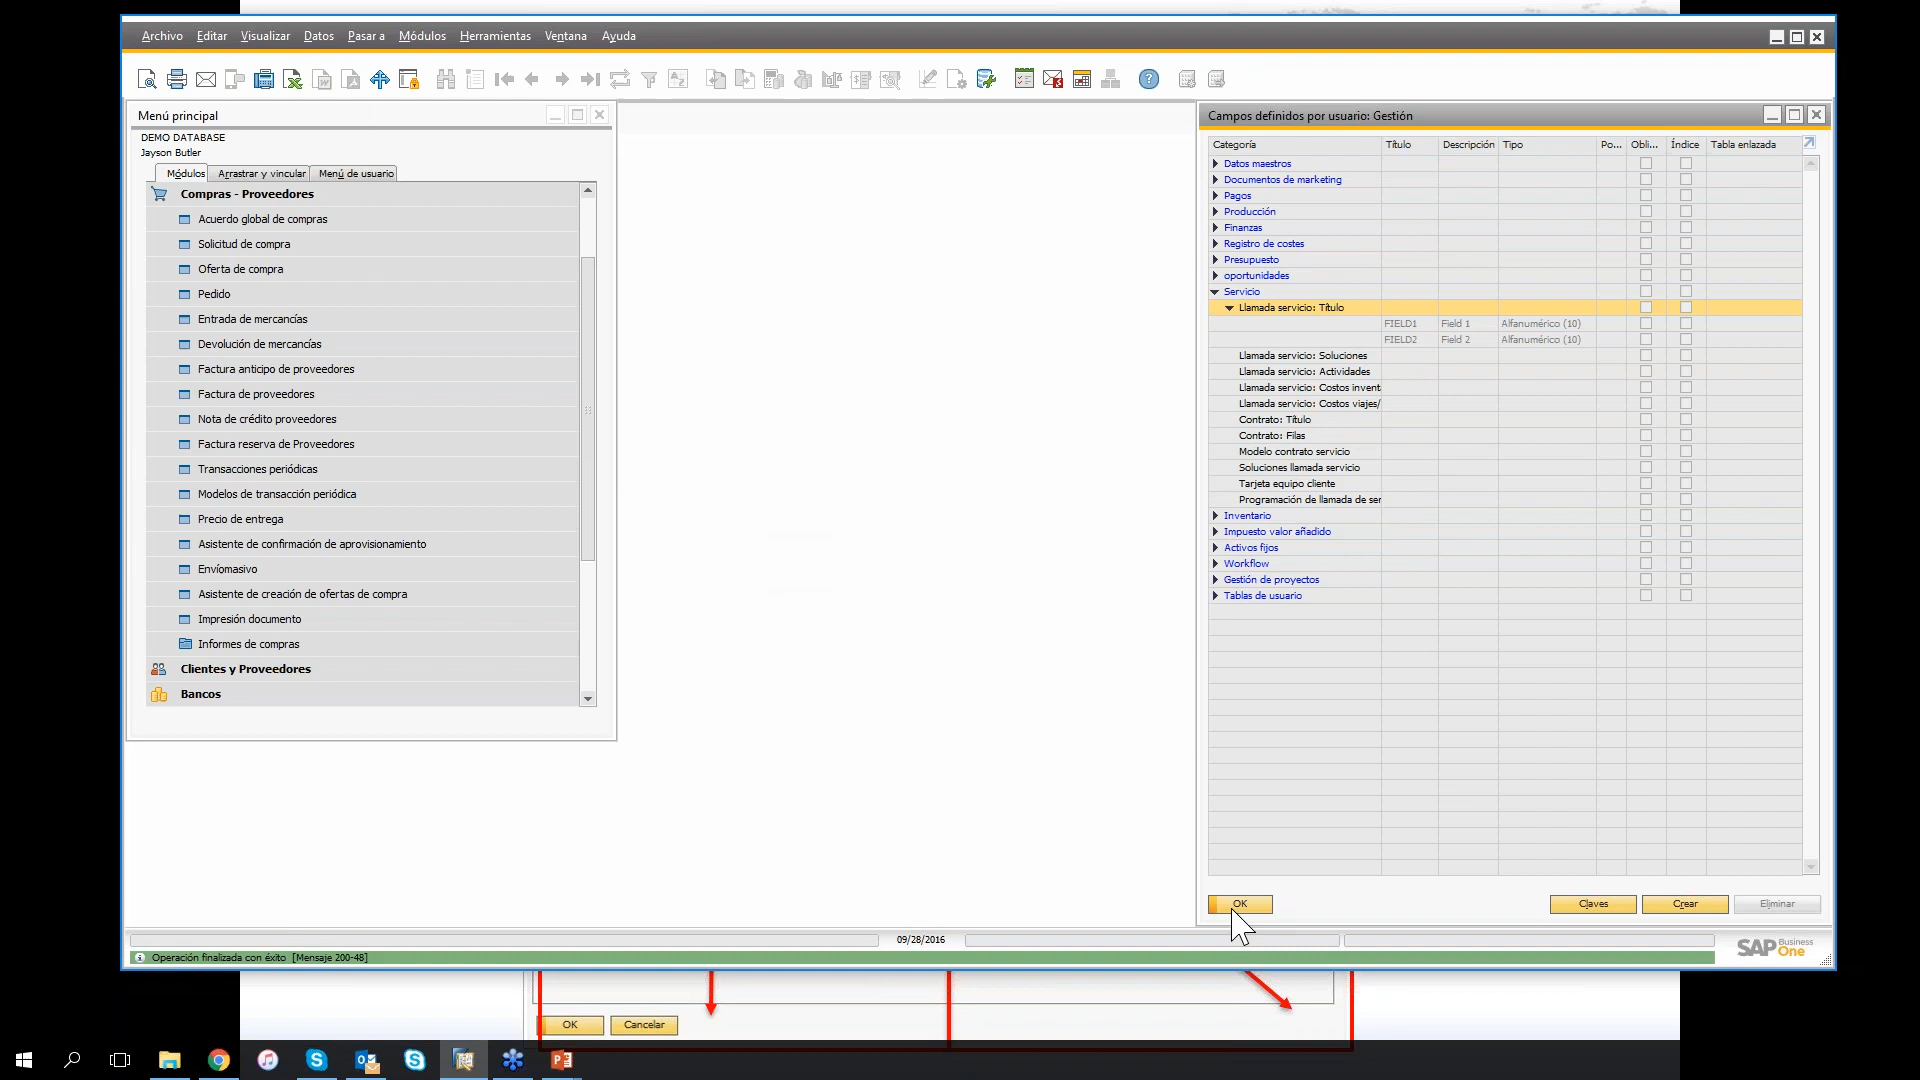 Archivo Editar Visualizar Datos Pasar a Módulos Herramientas Ventana Ayuda
Menú principal
DEMO DATABASE
Jayson Butler
Módulos Arrastrar y vincular Menú de usuario
Compras - Proveedores
Acuerdo global de compras
Solicitud de compra
Oferta de compra
Pedido
Entrada de mercancías
Devolución de mercancías
Factura anticipo de proveedores
Factura de proveedores
Nota de crédito proveedores
Factura reserva de Proveedores
Transacciones periódicas
Modelos de transacción periódica
Precio de entrega
Asistente de confirmación de aprovisionamiento
Envíomasivo
Asistente de creación de ofertas de compra
Impresión documento
Informes de compras
Clientes y Proveedores
Bancos
Campos definidos por usuario: Gestión
Categoría Título Descripción Tipo Po... Obli... Índice Tabla enlazada
Datos maestros
Documentos de marketing
Pagos
Producción
Finanzas
Registro de costes
Presupuesto
oportunidades
Servicio
Llamada servicio: Título
FIELD1 Field 1 Alfanumérico (10)
FIELD2 Field 2 Alfanumérico (10)
Llamada servicio: Soluciones
Llamada servicio: Actividades
Llamada servicio: Costos invent
Llamada servicio: Costos viajes/
Contrato: Título
Contrato: Filas
Modelo contrato servicio
Soluciones llamada servicio
Tarjeta equipo cliente
Programación de llamada de ser
Inventario
Impuesto valor añadido
Activos fijos
Workflow
Gestión de proyectos
Tablas de usuario
OK Claves Crear Eliminar
09/28/2016
Operación finalizada con éxito [Mensaje 200-48]
SAP Business One
OK Cancelar